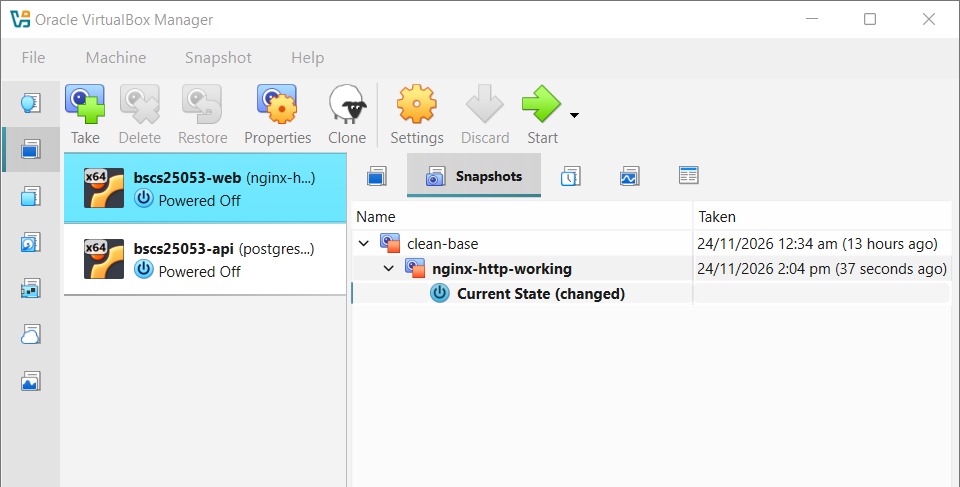 Oracle VirtualBox Manager
File Machine Snapshot Help
Take Delete Restore Properties Clone Settings Discard Start
x64 bscs25053-web (nginx-h...)
Powered Off
x64 bscs25053-api (postgres...)
Powered Off
Snapshots
Name Taken
clean-base 24/11/2026 12:34 am (13 hours ago)
nginx-http-working 24/11/2026 2:04 pm (37 seconds ago)
Current State (changed)